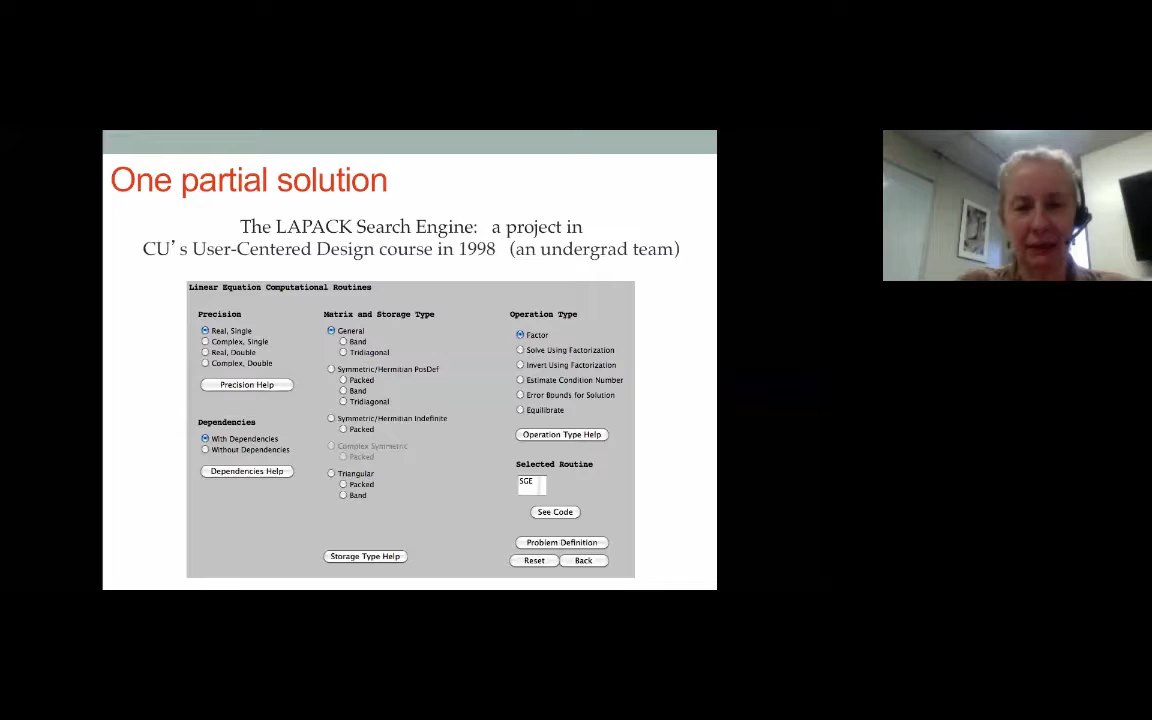 One partial solution
The LAPACK Search Engine: a project in
CU's User-Centered Design course in 1998 (an undergrad team)
Linear Equation Computational Routines
Precision
Real, Single
Complex, Single
Real, Double
Complex, Double
Precision Help
Dependencies
With Dependencies
Without Dependencies
Dependencies Help
Matrix and Storage Type
General
Band
Tridiagonal
Symmetric/Hermitian PosDef
Packed
Band
Tridiagonal
Symmetric/Hermitian Indefinite
Packed
Complex Symmetric
Packed
Triangular
Packed
Band
Storage Type Help
Operation Type
Factor
Solve Using Factorization
Invert Using Factorization
Estimate Condition Number
Error Bounds for Solution
Equilibrate
Operation Type Help
Selected Routine
SGE
See Code
Problem Definition
Reset Back